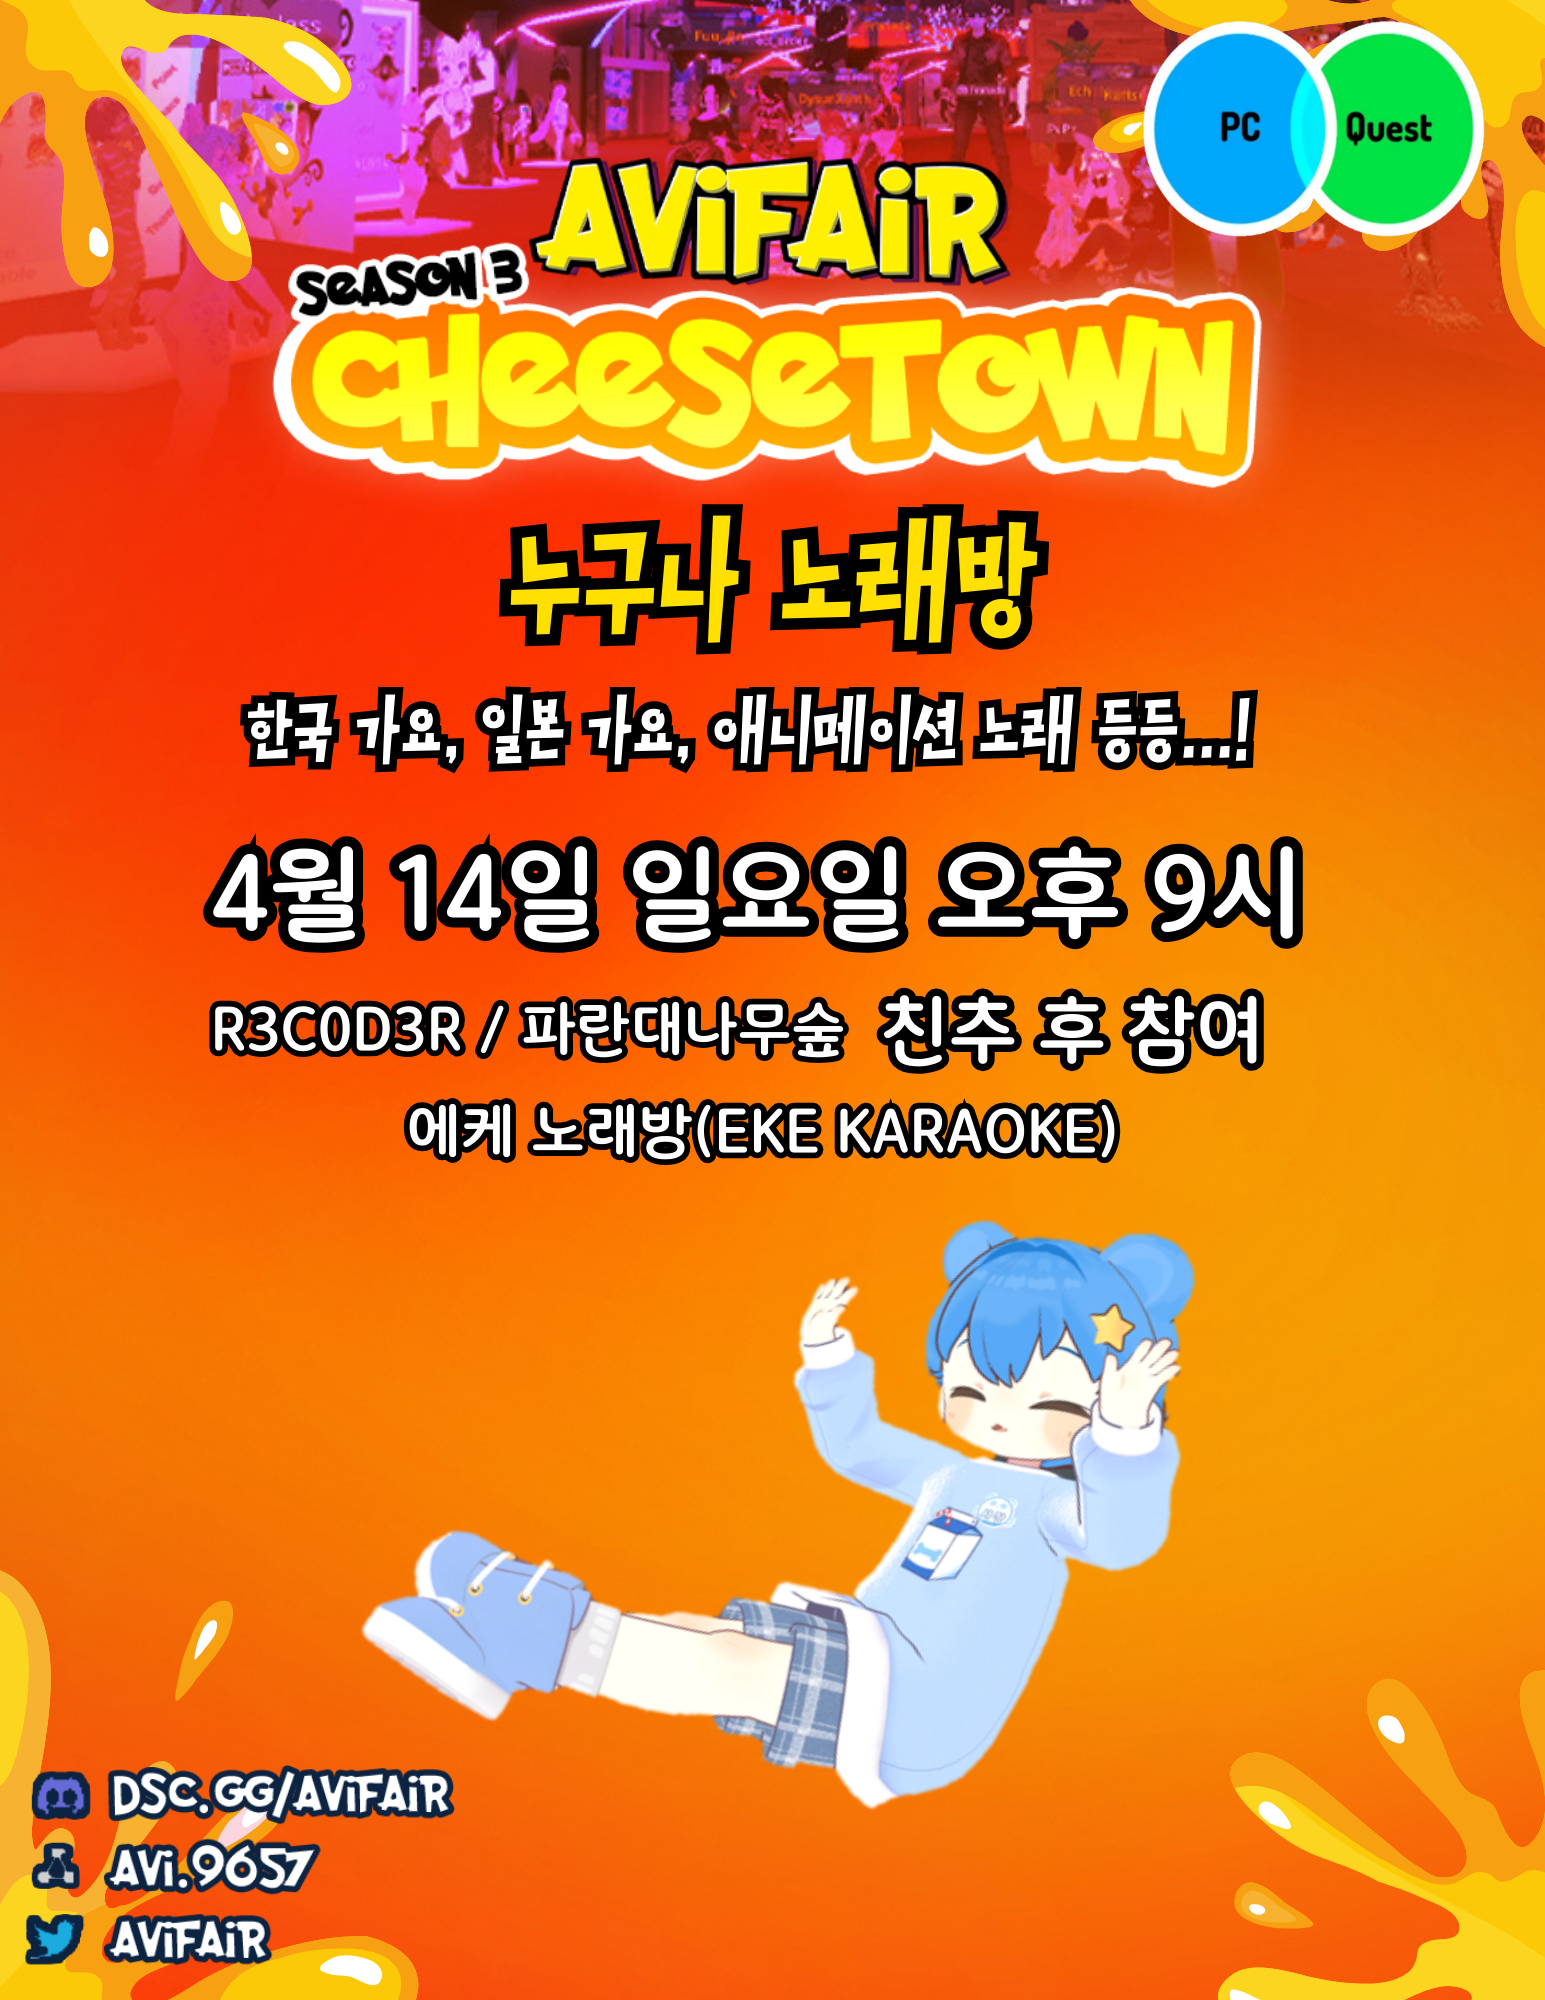 PC
Quest
AViFAiR
SEASON 3
CHEESETOWN
누구나 노래방
한국 가요, 일본 가요, 애니메이션 노래 등등...!
4월 14일 일요일 오후 9시
R3C0D3R / 파란대나무숲 친추 후 참여
에케 노래방(EKE KARAOKE)
DSC.GG/AViFAiR
AVi.9657
AViFAiR